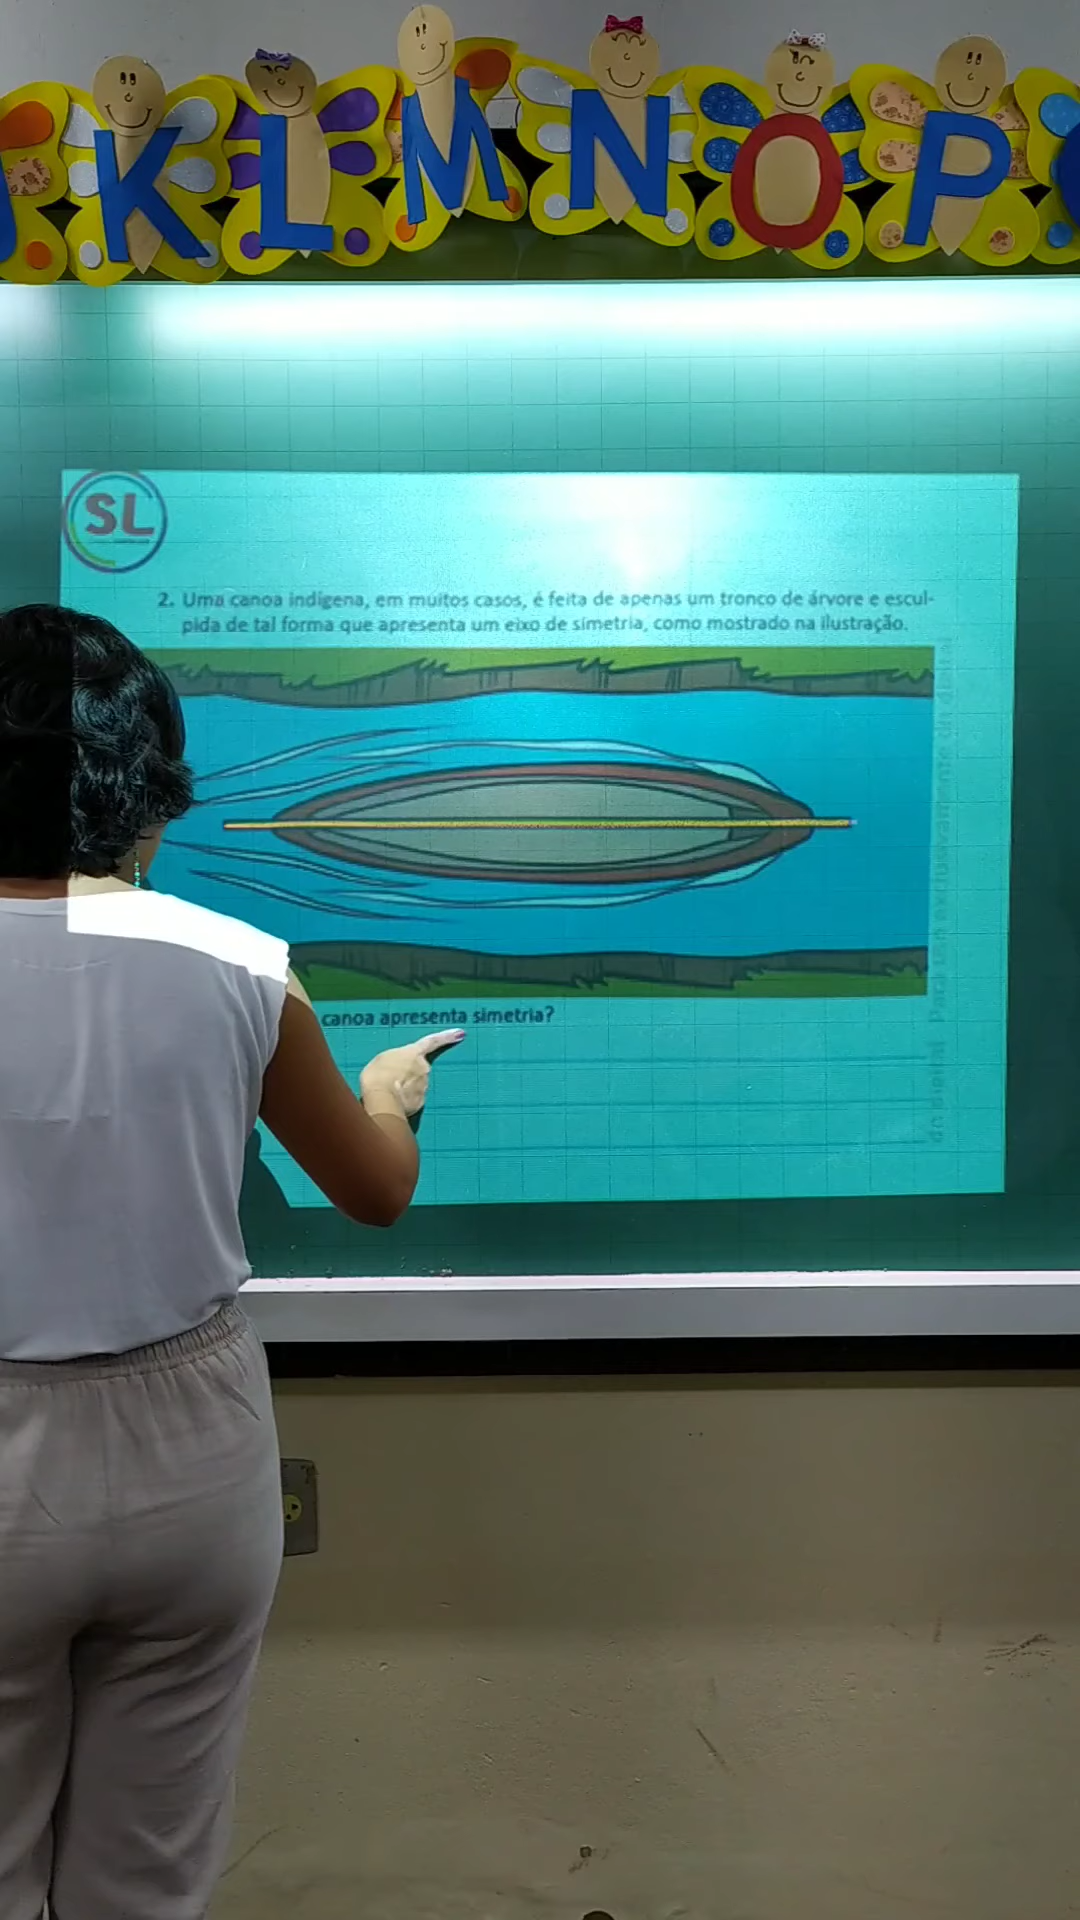 K L M N O P
SL
2. Uma canoa indígena, em muitos casos, é feita de apenas um tronco de árvore e escul-
pida de tal forma que apresenta um eixo de simetria, como mostrado na ilustração.
canoa apresenta simetria?